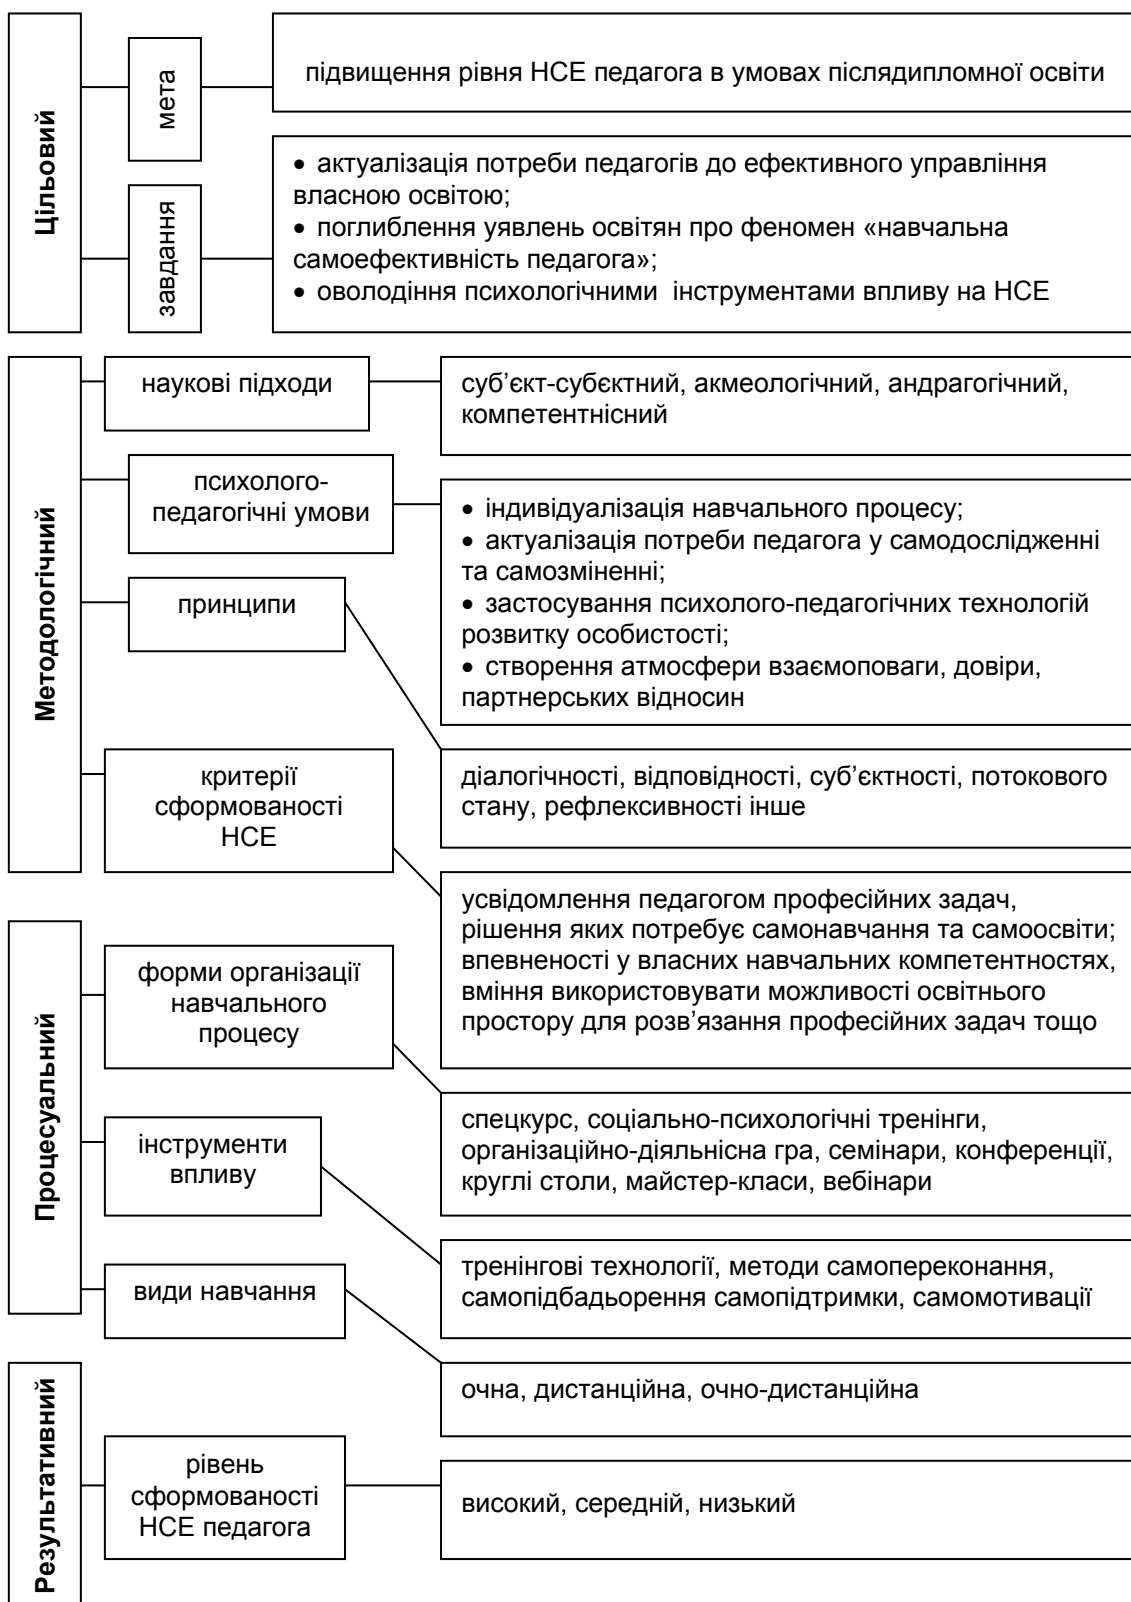 Цільовий
мета
підвищення рівня НСЕ педагога в умовах післядипломної освіти
завдання
• актуалізація потреби педагогів до ефективного управління
власною освітою;
• поглиблення уявлень освітян про феномен «навчальна
самоефективність педагога»;
• оволодіння психологічними інструментами впливу на НСЕ
Методологічний
наукові підходи
суб’єкт-субєктний, акмеологічний, андрагогічний,
компетентнісний
психолого-
педагогічні умови
• індивідуалізація навчального процесу;
• актуалізація потреби педагога у самодослідженні
та самозміненні;
• застосування психолого-педагогічних технологій
розвитку особистості;
• створення атмосфери взаємоповаги, довіри,
партнерських відносин
принципи
діалогічності, відповідності, суб’єктності, потокового
стану, рефлексивності інше
критерії
сформованості
НСЕ
усвідомлення педагогом професійних задач,
рішення яких потребує самонавчання та самоосвіти;
впевненості у власних навчальних компетентностях,
вміння використовувати можливості освітнього
простору для розв’язання професійних задач тощо
Процесуальний
форми організації
навчального
процесу
спецкурс, соціально-психологічні тренінги,
організаційно-діяльнісна гра, семінари, конференції,
круглі столи, майстер-класи, вебінари
інструменти
впливу
тренінгові технології, методи самопереконання,
самопідбадьорення самопідтримки, самомотивації
види навчання
очна, дистанційна, очно-дистанційна
Результативний
рівень
сформованості
НСЕ педагога
високий, середній, низький